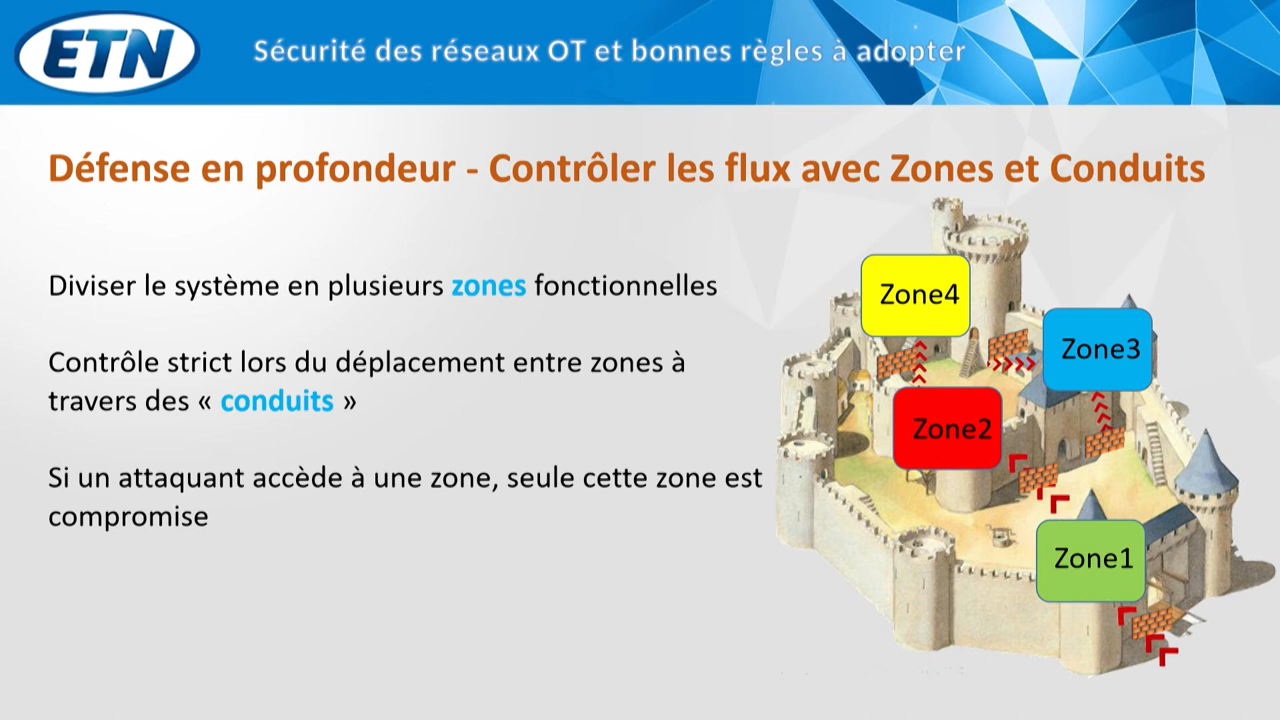 ETN
Sécurité des réseaux OT et bonnes règles à adopter
Défense en profondeur - Contrôler les flux avec Zones et Conduits
Diviser le système en plusieurs zones fonctionnelles
Contrôle strict lors du déplacement entre zones à
travers des « conduits »
Si un attaquant accède à une zone, seule cette zone est
compromise
Zone4
Zone3
Zone2
Zone1